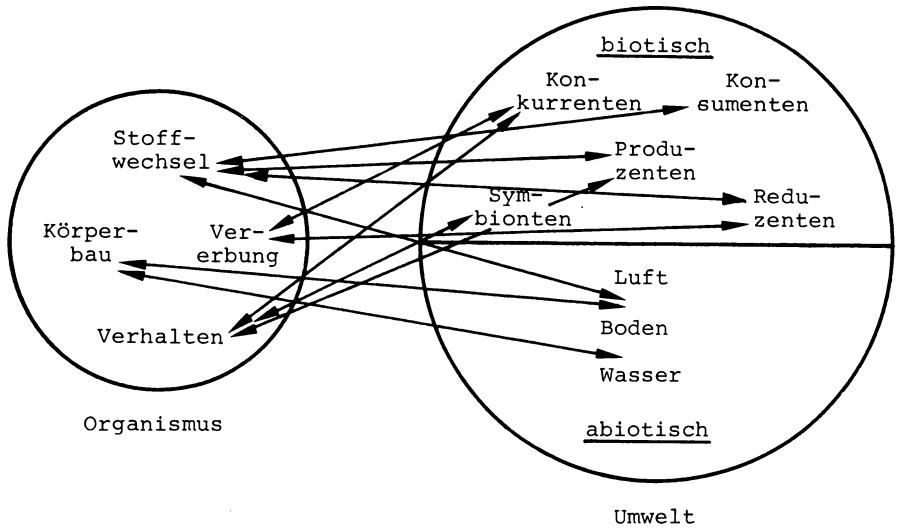 Stoff-
wechsel
Körper-
bau
Ver-
erbung
Verhalten
Organismus
biotisch
Kon-
kurrenten
Kon-
sumenten
Produ-
zenten
Sym-
bionten
Redu-
zenten
Luft
Boden
Wasser
abiotisch
Umwelt